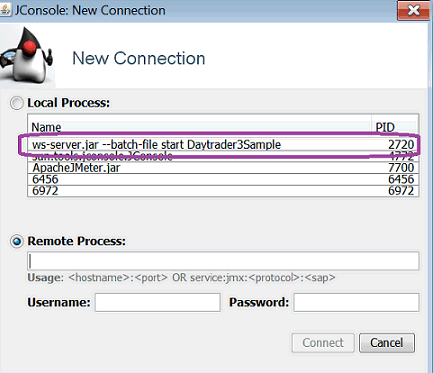 JConsole: New Connection
New Connection
Local Process:
Name PID
ws-server.jar --batch-file start Daytrader3Sample 2720
sun.tools.jconsole.JConsole 4772
ApacheJMeter.jar 7700
6456 6456
6972 6972
Remote Process:
Usage: <hostname>:<port> OR service:jmx:<protocol>:<sap>
Username: Password:
Connect Cancel